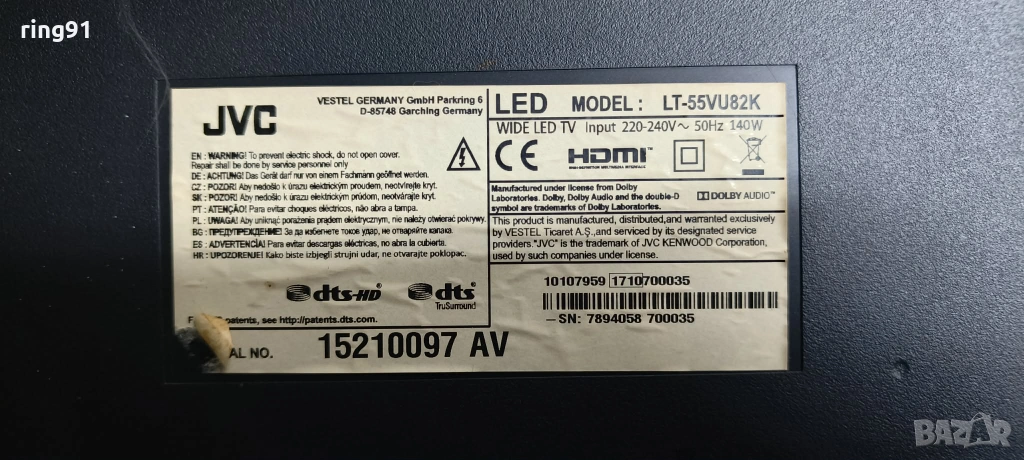 ring91
JVC
VESTEL GERMANY GmbH Parkring 6
D-85748 Garching Germany
EN : WARNING! To prevent electric shock, do not open cover.
Repair shall be done by service personnel only
DE : ACHTUNG! Das Gerät darf nur von einem Fachmann geöffnet werden.
CZ : POZOR! Aby nedošlo k úrazu elektrickým proudem, neotvírejte kryt.
SK : POZOR! Aby nedošlo k úrazu elektrickým prúdom, neotvárajte kryt.
PT : ATENÇÃO! Para evitar choques eléctricos, não abra a tampa.
PL : UWAGA! Aby uniknąć porażenia prądem elektrycznym, nie należy otwierać pokrywy.
BG : ПРЕДУПРЕЖДЕНИЕ! За да избегнете токов удар, не отваряйте капака.
ES : ADVERTENCIA! Para evitar descargas eléctricas, no abra la cubierta.
HR : UPOZORENJE! Kako biste izbjegli strujni udar, ne otvarajte poklopac.
dts-HD dts
TruSurround
patents, see http://patents.dts.com.
AL NO. 15210097 AV
LED MODEL : LT-55VU82K
WIDE LED TV Input 220-240V~ 50Hz 140W
CE HDMI
HIGH-DEFINITION MULTIMEDIA INTERFACE
Manufactured under license from Dolby
Laboratories. Dolby, Dolby Audio and the double-D
symbol are trademarks of Dolby Laboratories.
DOLBY AUDIO™
This product is manufactured, distributed,and warranted exclusively
by VESTEL Ticaret A.Ş.,and serviced by its designated service
providers."JVC" is the trademark of JVC KENWOOD Corporation,
used by such companies under license.
10107959 1710700035
–SN: 7894058 700035
BAZAR